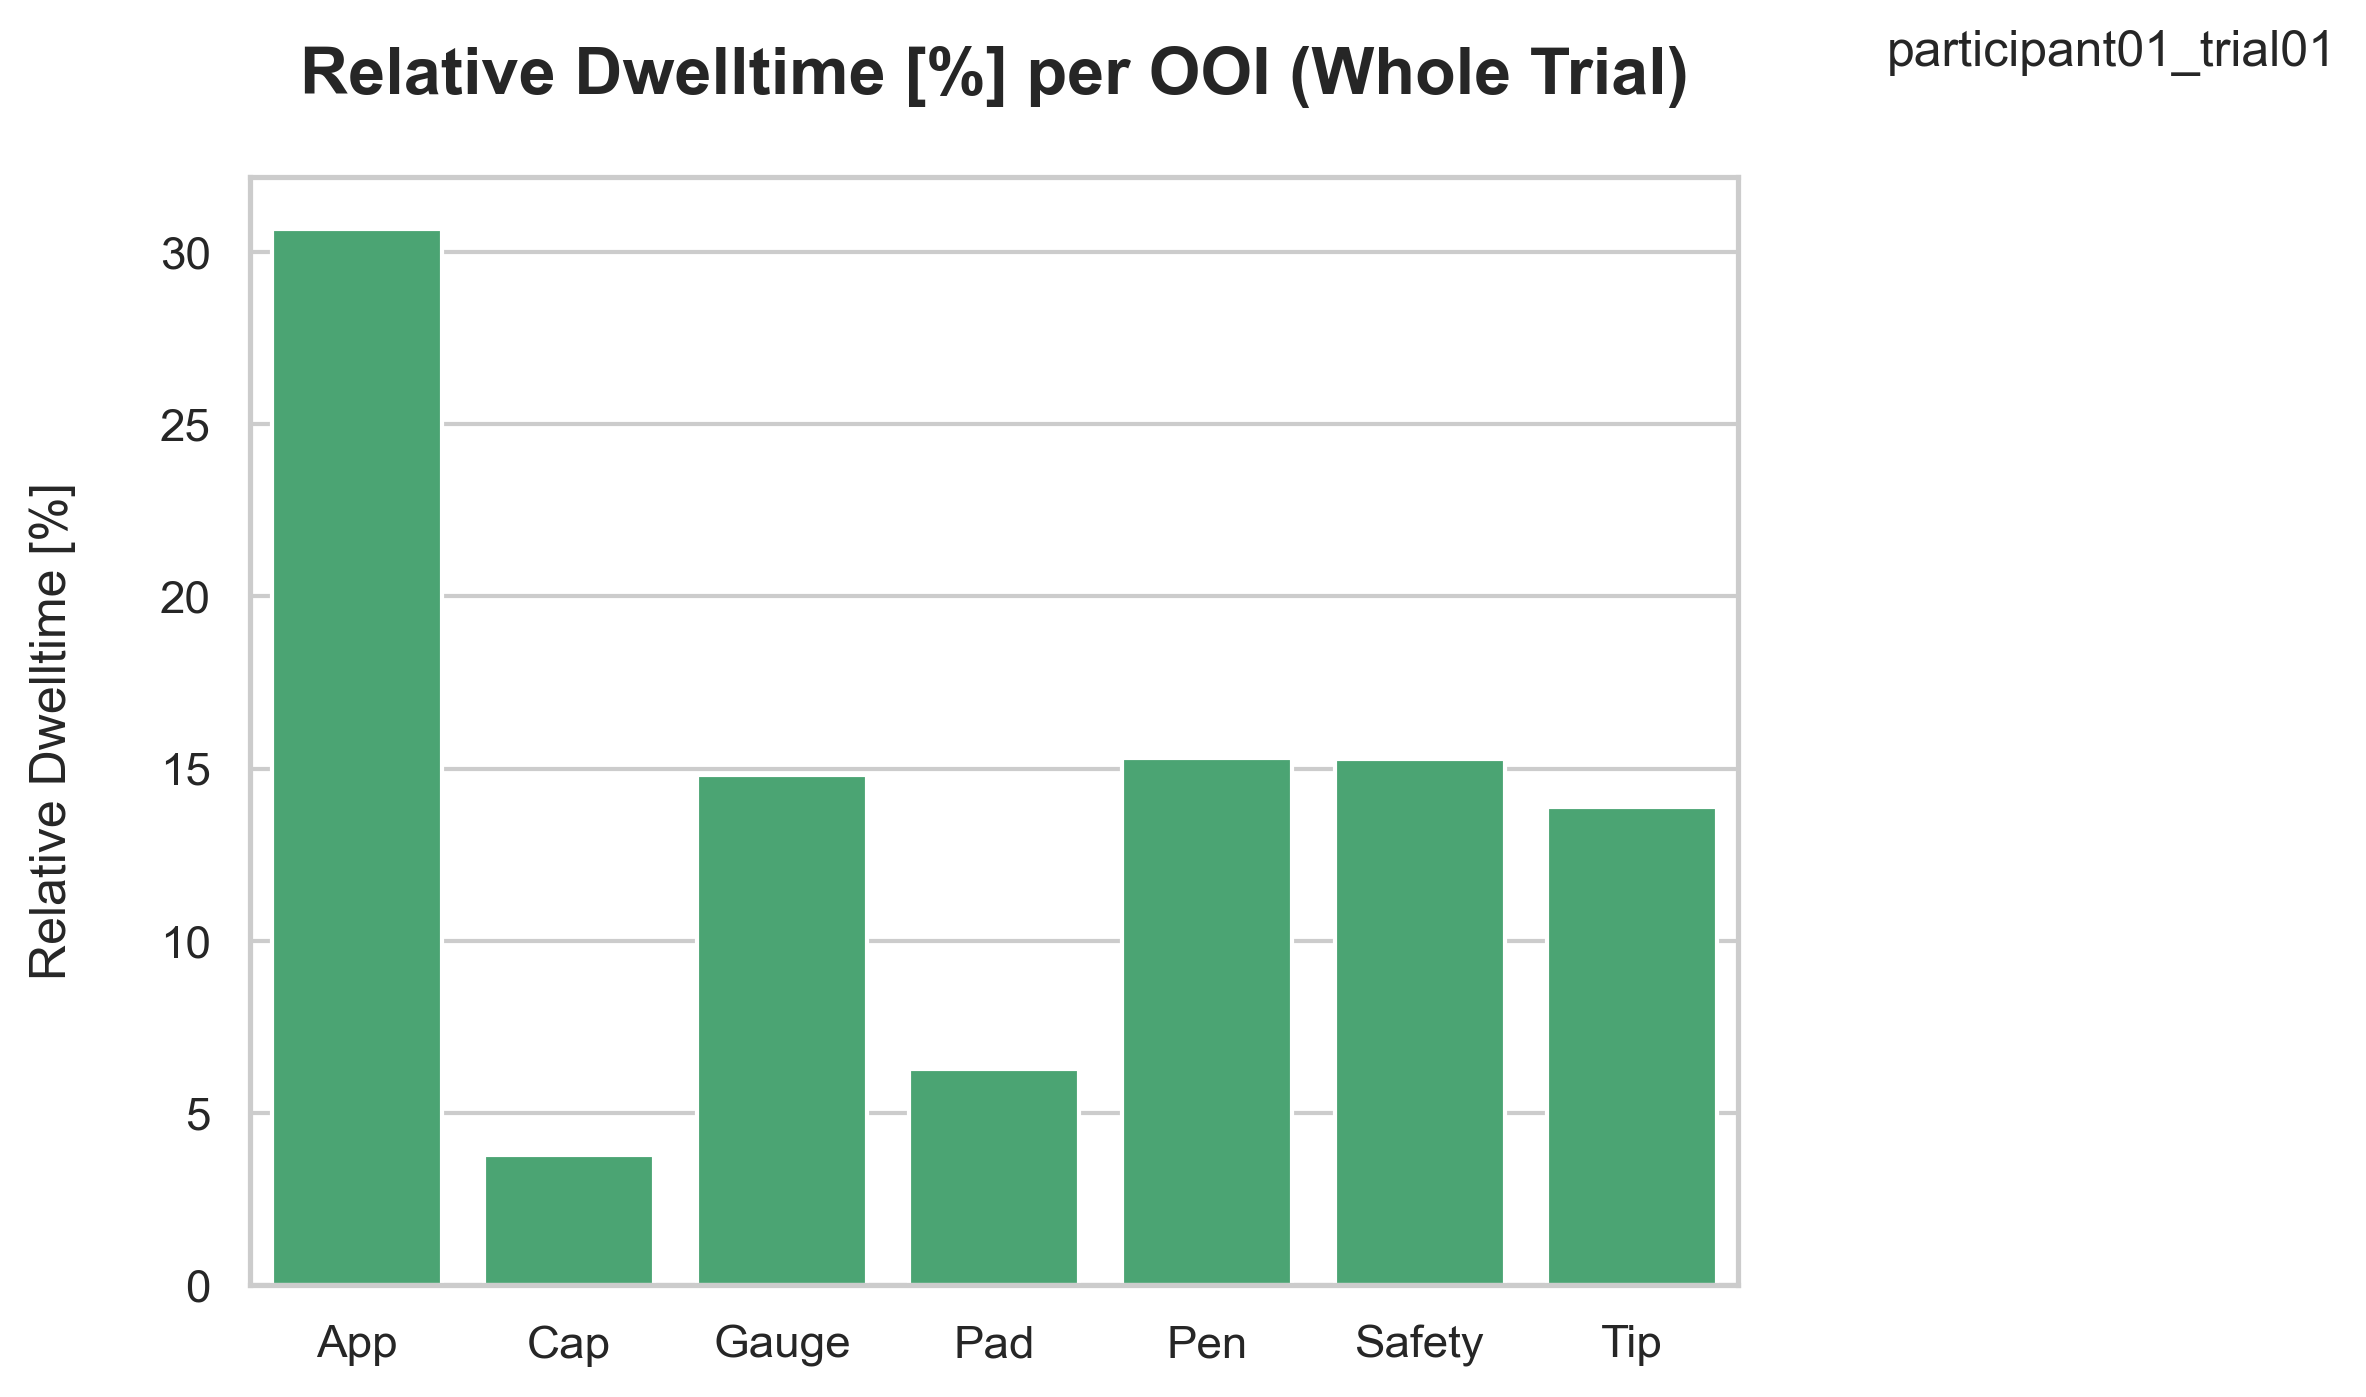 Relative Dwelltime [%] per OOI (Whole Trial)
participant01_trial01
Relative Dwelltime [%]
30
25
20
15
10
5
0
App Cap Gauge Pad Pen Safety Tip